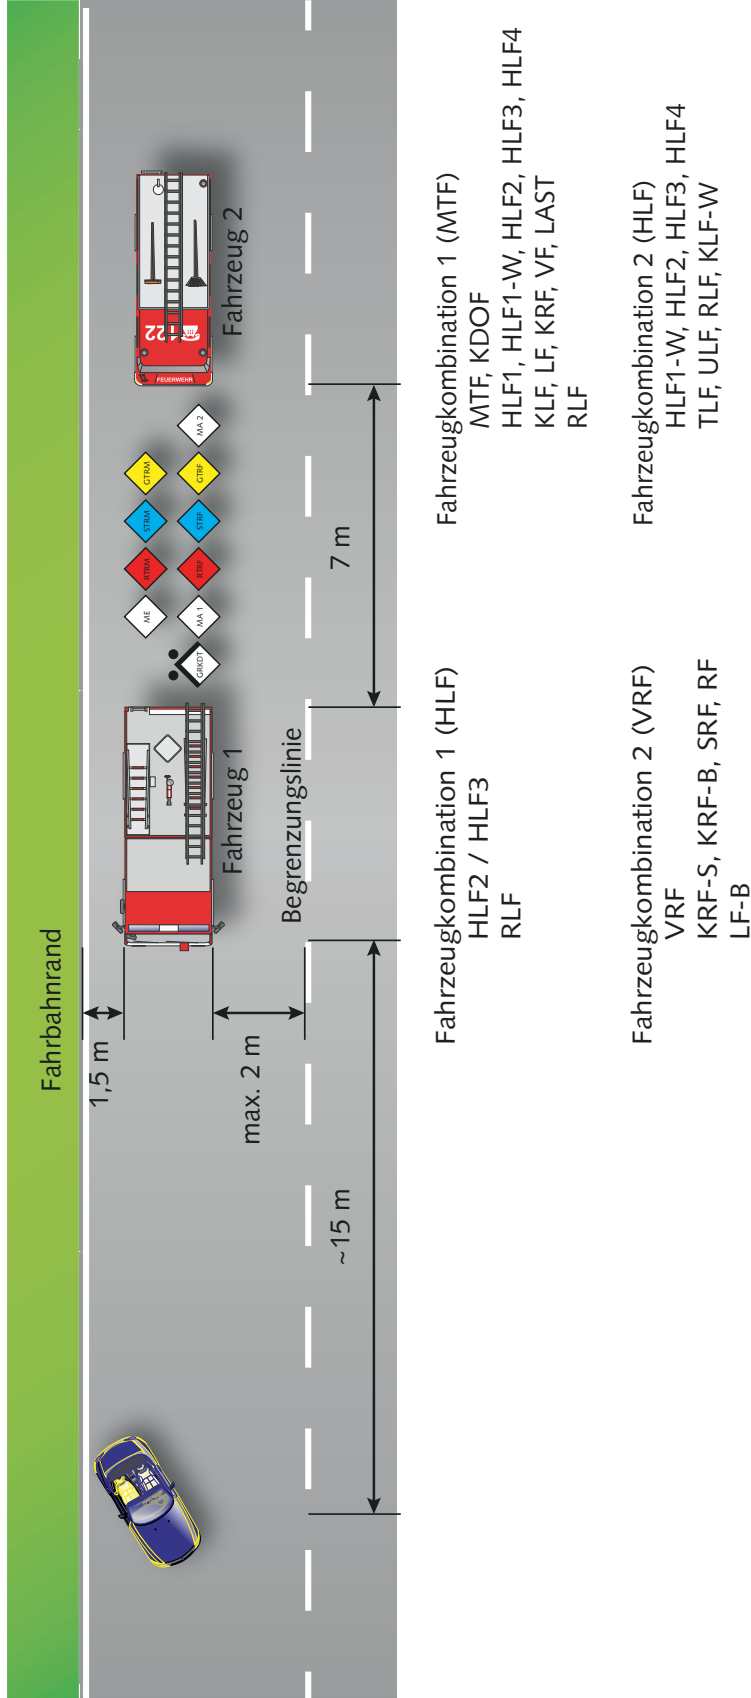 Fahrbahnrand
1,5 m
max. 2 m
Begrenzungslinie
~15 m
7 m
Fahrzeug 1
Fahrzeug 2
GRKDT
ME
MA 1
RTRM
RTRF
STRM
STRF
GTRM
GTRF
MA 2
FEUERWEHR
122
Fahrzeugkombination 1 (HLF)
HLF2 / HLF3
RLF
Fahrzeugkombination 2 (VRF)
VRF
KRF-S, KRF-B, SRF, RF
LF-B
Fahrzeugkombination 1 (MTF)
MTF, KDOF
HLF1, HLF1-W, HLF2, HLF3, HLF4
KLF, LF, KRF, VF, LAST
RLF
Fahrzeugkombination 2 (HLF)
HLF1-W, HLF2, HLF3, HLF4
TLF, ULF, RLF, KLF-W